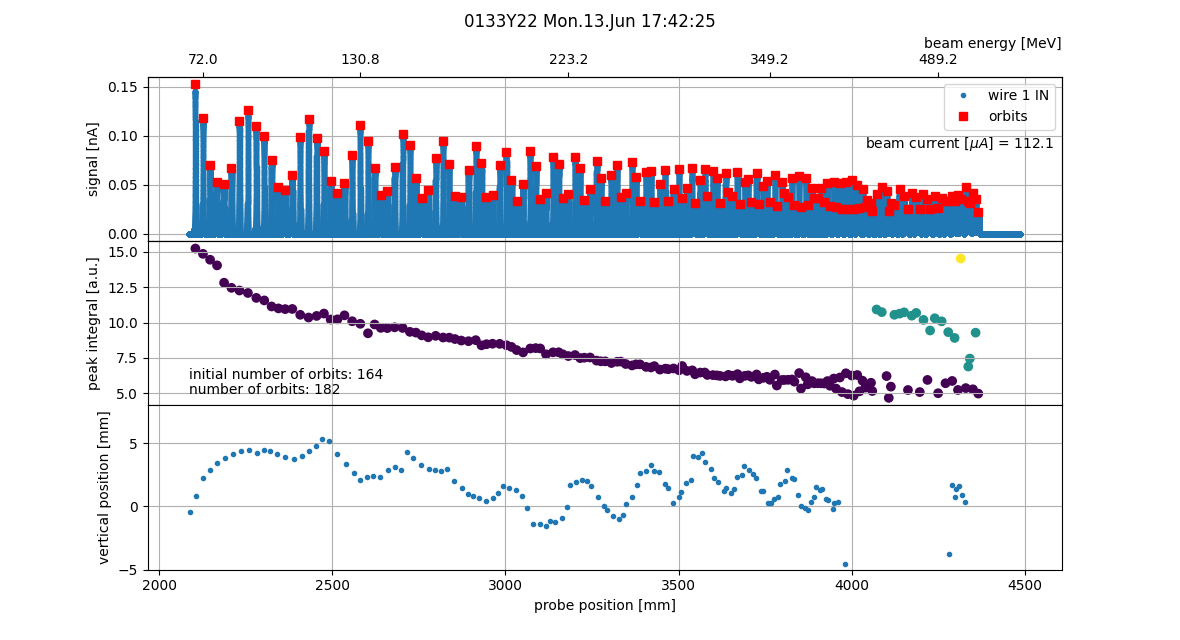 0133Y22 Mon.13.Jun 17:42:25
beam energy [MeV]
72.0 130.8 223.2 349.2 489.2
0.15
0.10
0.05
0.00
signal [nA]
wire 1 IN
orbits
beam current [μA] = 112.1
15.0
12.5
10.0
7.5
5.0
peak integral [a.u.]
initial number of orbits: 164
number of orbits: 182
5
0
−5
vertical position [mm]
2000 2500 3000 3500 4000 4500
probe position [mm]